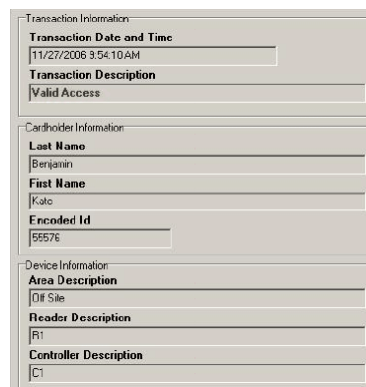 Transaction Information
Transaction Date and Time
11/27/2006 9:54:10 AM
Transaction Description
Valid Access
Cardholder Information
Last Name
Benjamin
First Name
Kate
Encoded Id
55576
Device Information
Area Description
Off Site
Reader Description
R1
Controller Description
C1